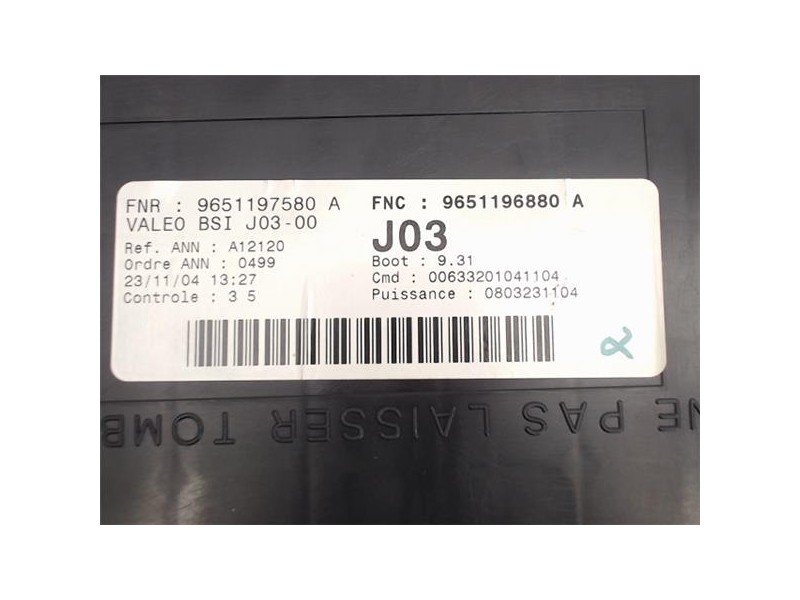 FNR : 9651197580 A
VALEO BSI J03-00
Ref. ANN : A12120
Ordre ANN : 0499
23/11/04 13:27
Controle : 3 5
FNC : 9651196880 A
J03
Boot : 9.31
Cmd : 00633201041104
Puissance : 0803231104
NE PAS LAISSER TOMB